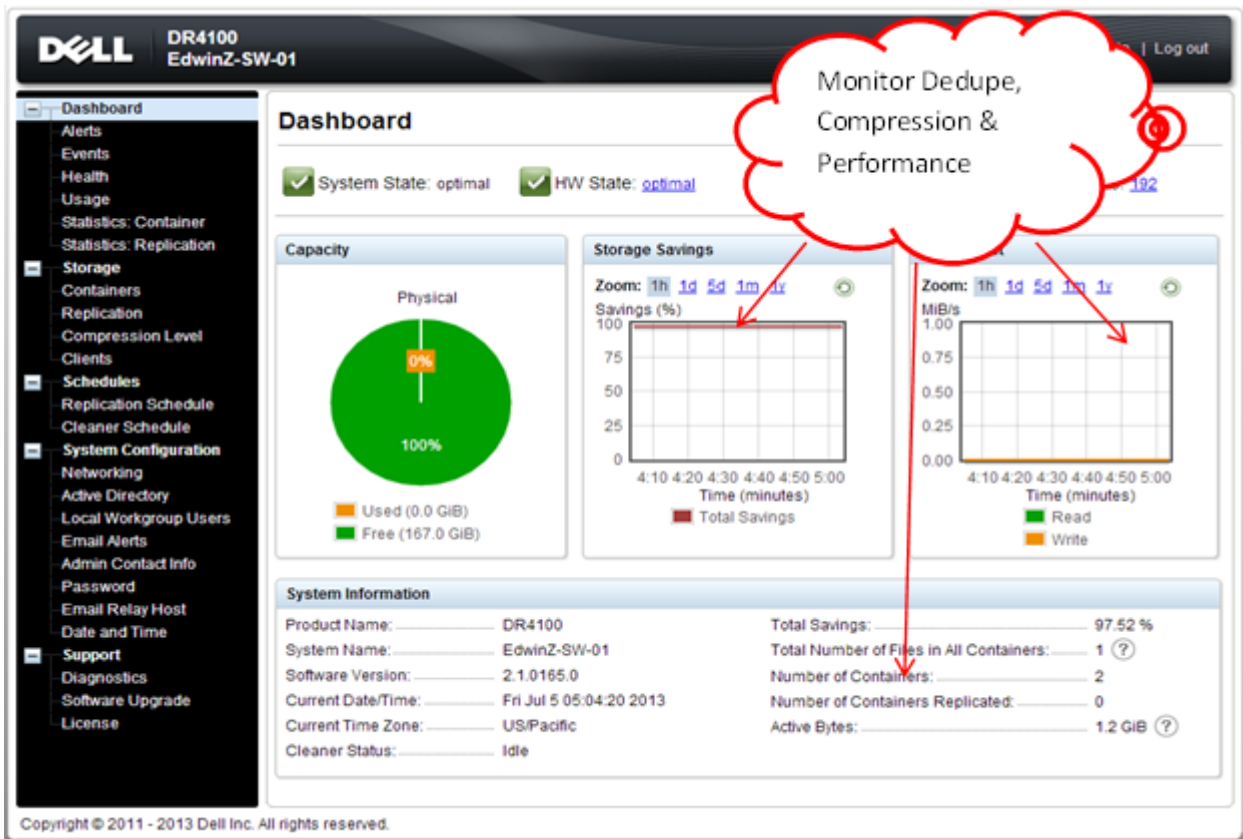 DELL
DR4100
EdwinZ-SW-01
| Log out
Monitor Dedupe,
Compression &
Performance
Dashboard
Alerts
Events
Health
Usage
Statistics: Container
Statistics: Replication
Storage
Containers
Replication
Compression Level
Clients
Schedules
Replication Schedule
Cleaner Schedule
System Configuration
Networking
Active Directory
Local Workgroup Users
Email Alerts
Admin Contact Info
Password
Email Relay Host
Date and Time
Support
Diagnostics
Software Upgrade
License
Dashboard
System State: optimal
HW State: optimal
192
Capacity
Physical
0%
100%
Used (0.0 GiB)
Free (167.0 GiB)
Storage Savings
Zoom: 1h 1d 5d 1m 1y
Savings (%)
100
75
50
25
0
4:10 4:20 4:30 4:40 4:50 5:00
Time (minutes)
Total Savings
Zoom: 1h 1d 5d 1m 1y
MiB/s
1.00
0.75
0.50
0.25
0.00
4:10 4:20 4:30 4:40 4:50 5:00
Time (minutes)
Read
Write
System Information
Product Name: DR4100
System Name: EdwinZ-SW-01
Software Version: 2.1.0165.0
Current Date/Time: Fri Jul 5 05:04:20 2013
Current Time Zone: US/Pacific
Cleaner Status: Idle
Total Savings: 97.52 %
Total Number of Files in All Containers: 1 ?
Number of Containers: 2
Number of Containers Replicated: 0
Active Bytes: 1.2 GiB ?
Copyright © 2011 - 2013 Dell Inc. All rights reserved.